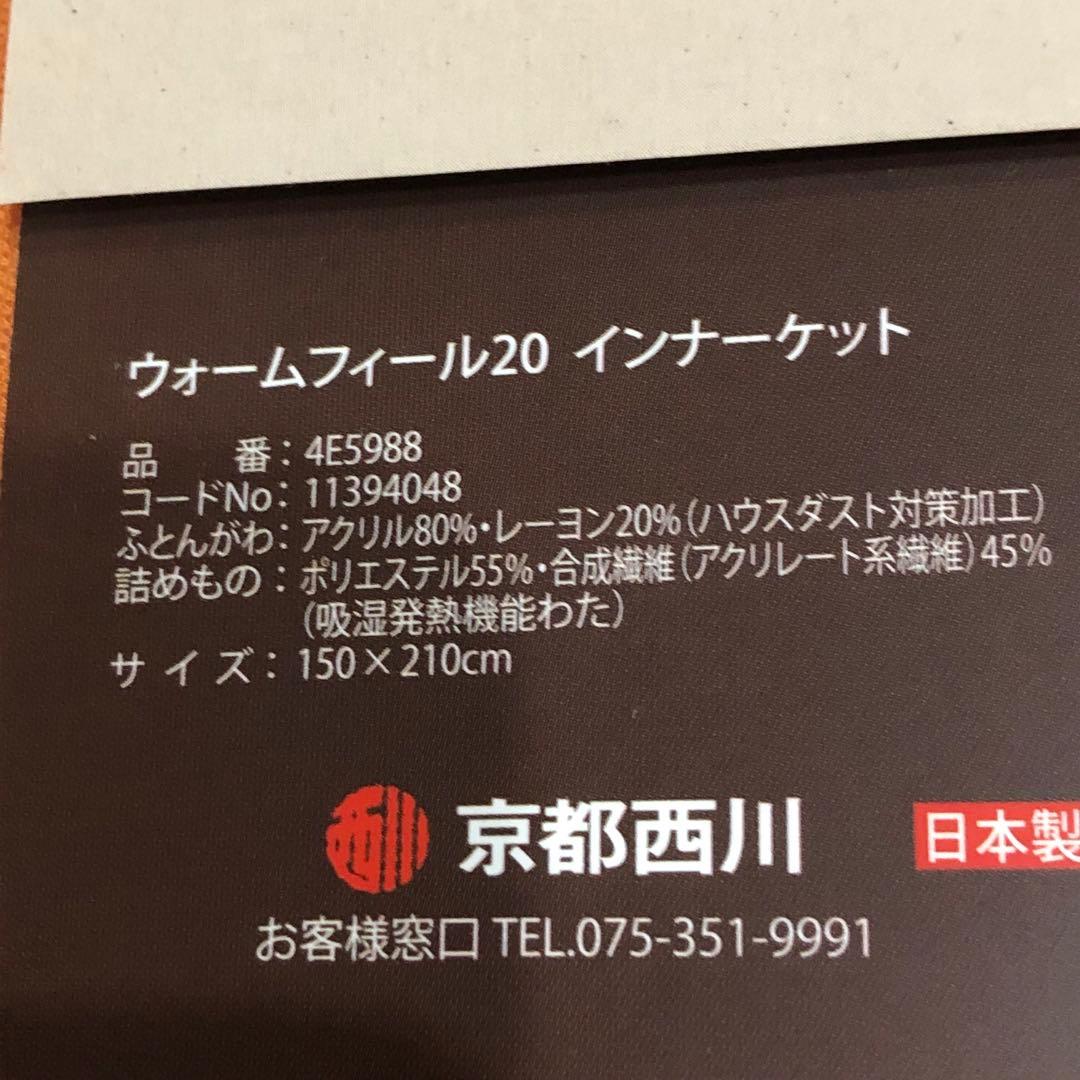 ウォームフィール20 インナーケット
品　　番：4E5988
コードNo：11394048
ふとんがわ：アクリル80%・レーヨン20%（ハウスダスト対策加工）
詰めもの：ポリエステル55%・合成繊維（アクリレート系繊維）45%
（吸湿発熱機能わた）
サ イ ズ：150×210cm
西川 京都西川 日本製
お客様窓口 TEL.075-351-9991